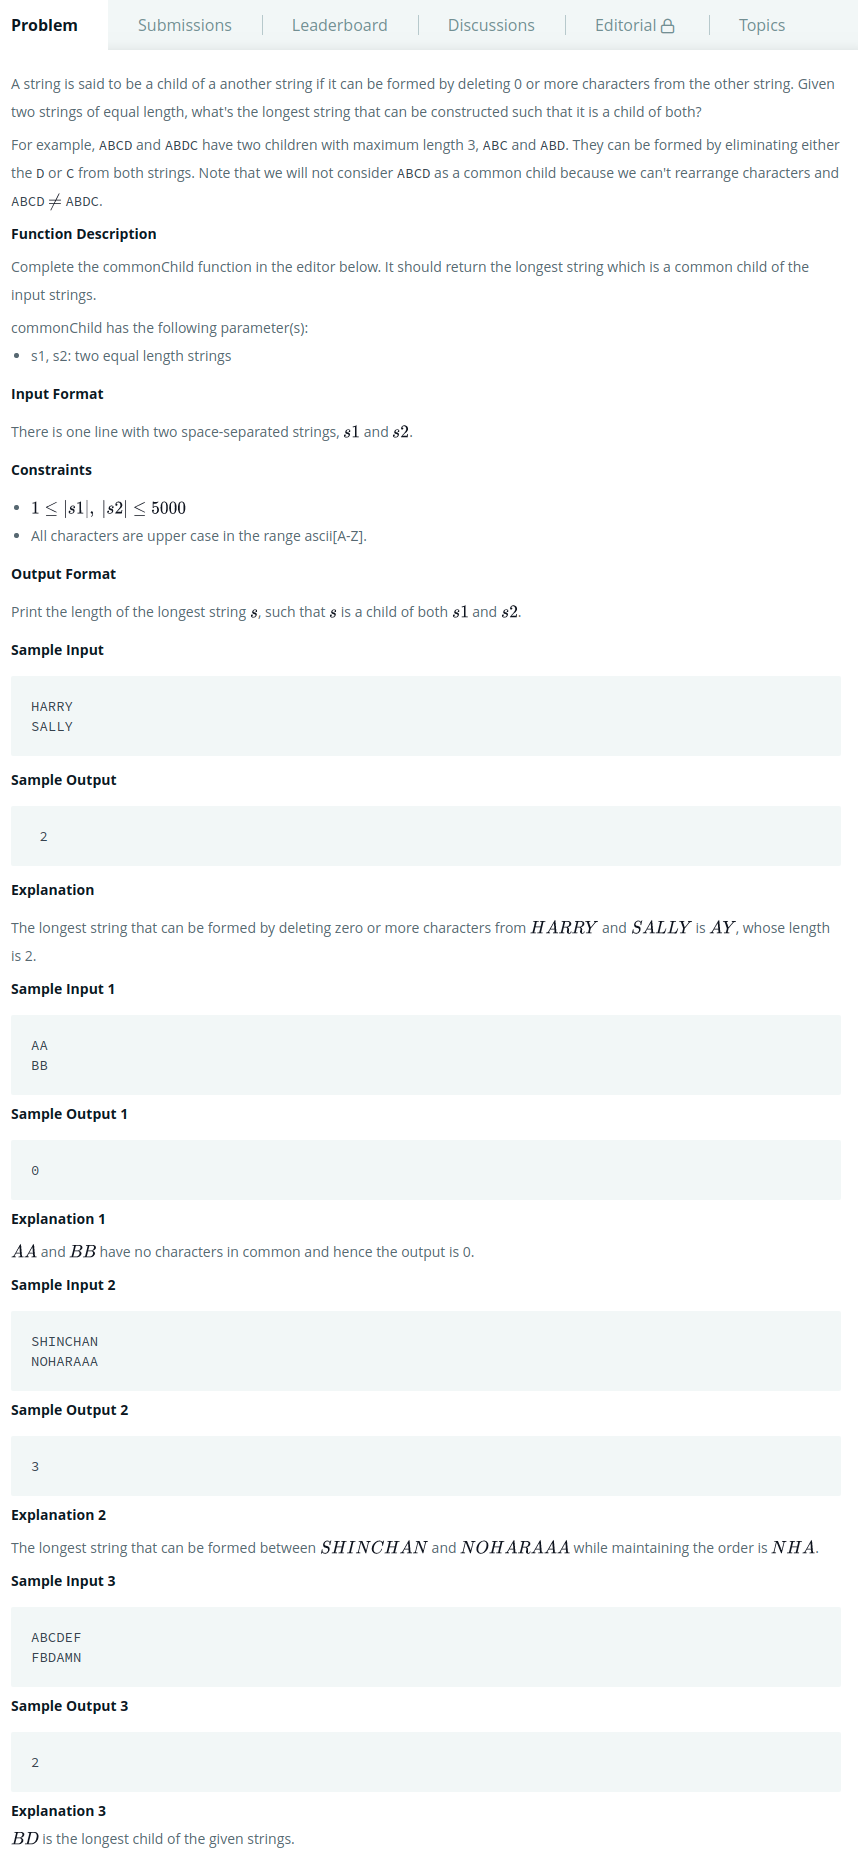 Problem
Submissions
Leaderboard
Discussions
Editorial
Topics
A string is said to be a child of a another string if it can be formed by deleting 0 or more characters from the other string. Given
two strings of equal length, what's the longest string that can be constructed such that it is a child of both?
For example, ABCD and ABDC have two children with maximum length 3, ABC and ABD. They can be formed by eliminating either
the D or C from both strings. Note that we will not consider ABCD as a common child because we can't rearrange characters and
ABCD ≠ ABDC.
Function Description
Complete the commonChild function in the editor below. It should return the longest string which is a common child of the
input strings.
commonChild has the following parameter(s):
• s1, s2: two equal length strings
Input Format
There is one line with two space-separated strings, s1 and s2.
Constraints
• 1 ≤ |s1|, |s2| ≤ 5000
• All characters are upper case in the range ascii[A-Z].
Output Format
Print the length of the longest string s, such that s is a child of both s1 and s2.
Sample Input
HARRY
SALLY
Sample Output
2
Explanation
The longest string that can be formed by deleting zero or more characters from HARRY and SALLY is AY, whose length
is 2.
Sample Input 1
AA
BB
Sample Output 1
0
Explanation 1
AA and BB have no characters in common and hence the output is 0.
Sample Input 2
SHINCHAN
NOHARAAA
Sample Output 2
3
Explanation 2
The longest string that can be formed between SHINCHAN and NOHARAAA while maintaining the order is NHA.
Sample Input 3
ABCDEF
FBDAMN
Sample Output 3
2
Explanation 3
BD is the longest child of the given strings.